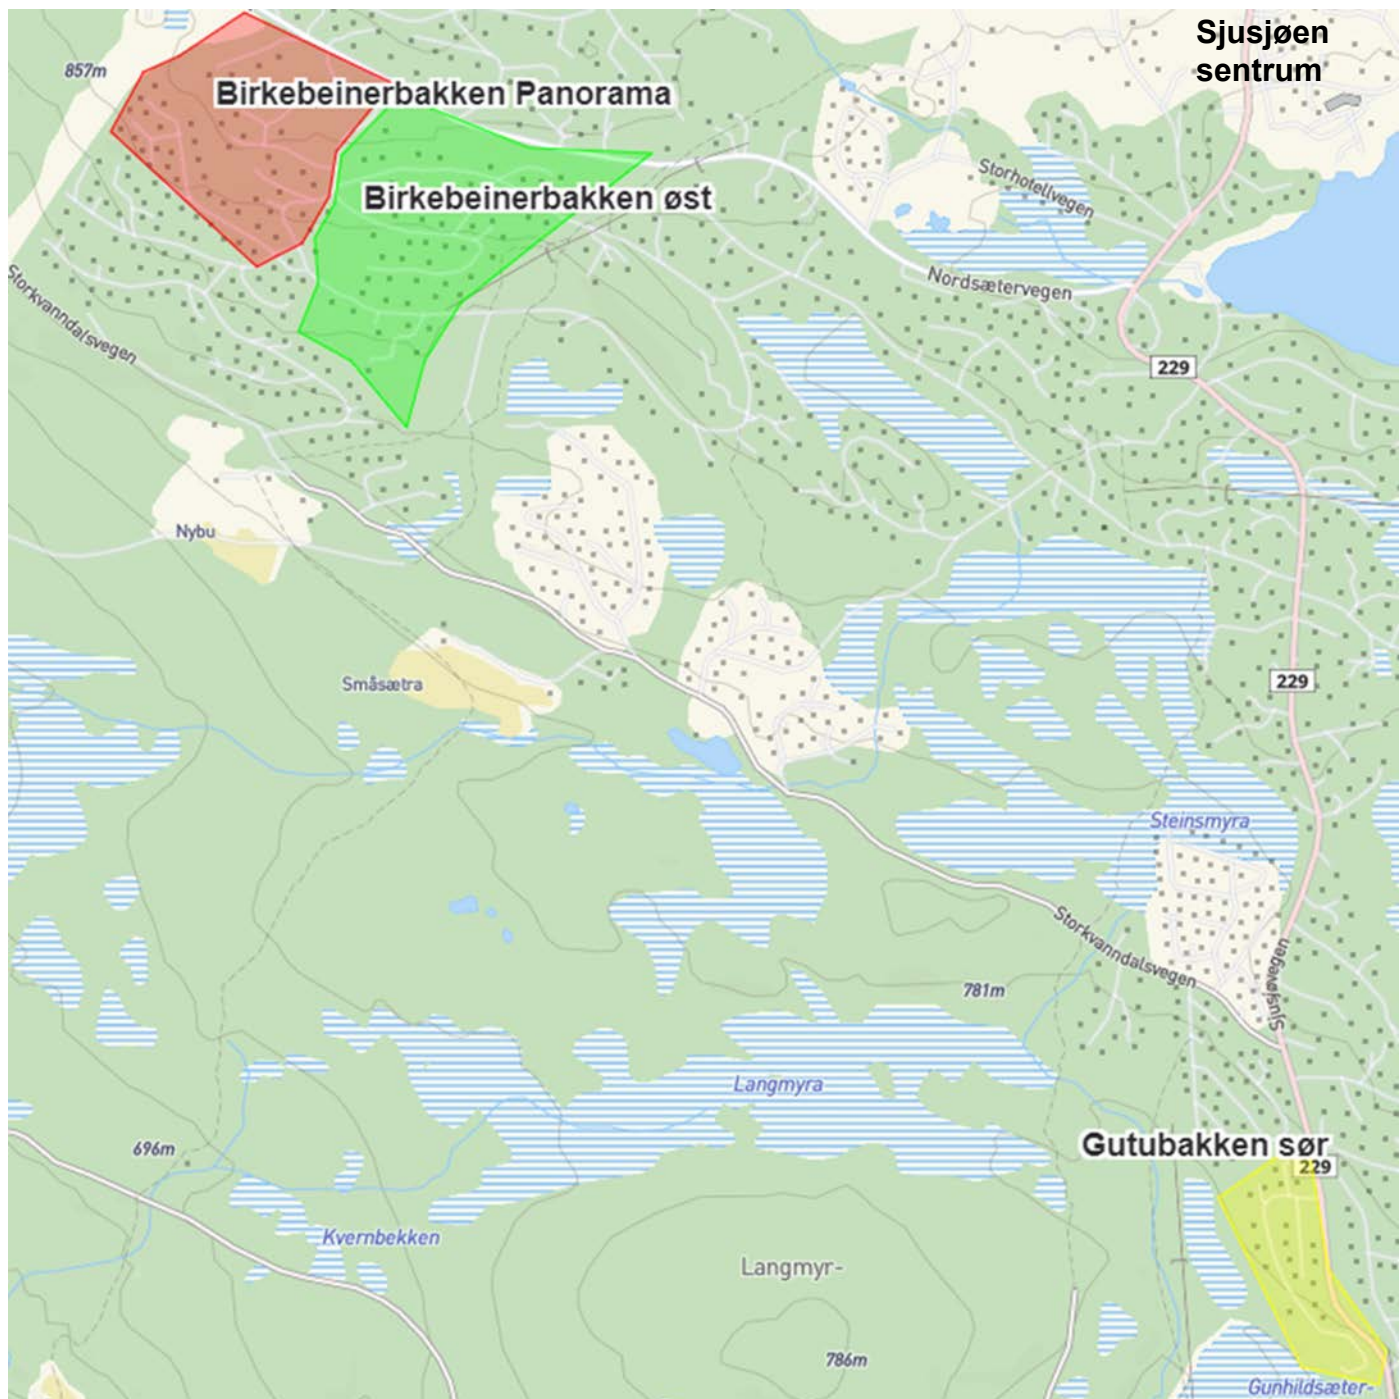 Sjusjøen
sentrum
857m
Birkebeinerbakken Panorama
Storhotellvegen
Birkebeinerbakken øst
Storkvanndalsvegen
Nordsætervegen
229
Nybu
Småsætra
229
Steinsmyra
Storkvanndalsvegen
Sjusjøvegen
781m
Langmyra
696m
Gutubakken sør
229
Kvernbekken
Langmyr-
786m
Gunhildsæter-